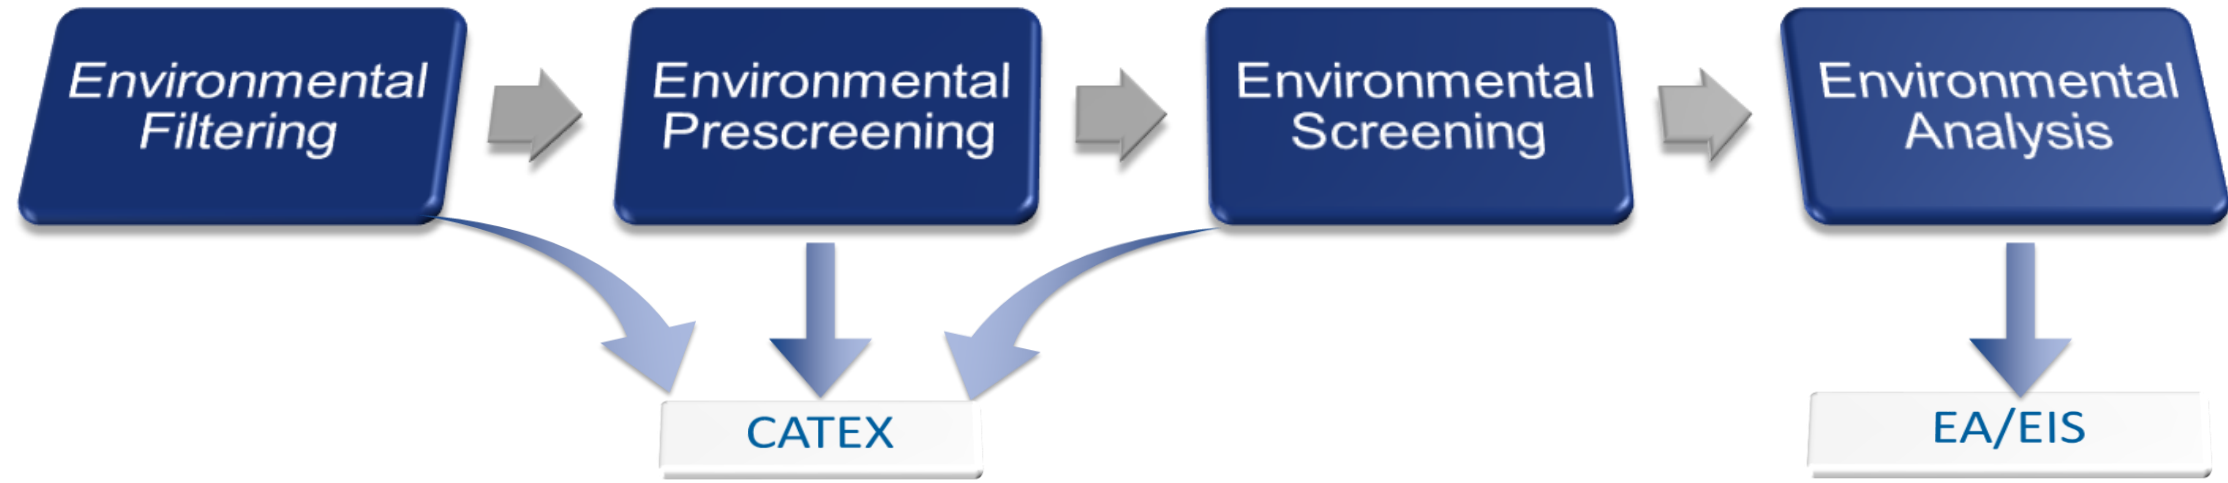 Environmental
Filtering
Environmental
Prescreening
Environmental
Screening
Environmental
Analysis
CATEX
EA/EIS